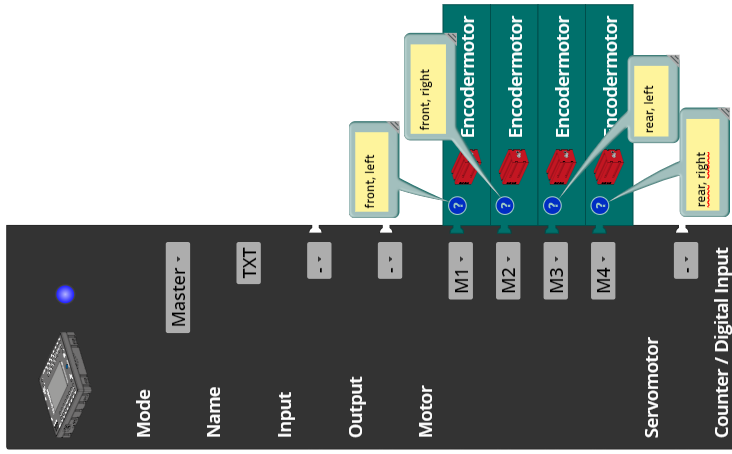 Mode
Master
Name
TXT
Input
-
Output
-
Motor
M1
?
Encodermotor
front, left
M2
?
Encodermotor
front, right
M3
?
Encodermotor
rear, left
M4
?
Encodermotor
rear, right
Servomotor
-
Counter / Digital Input